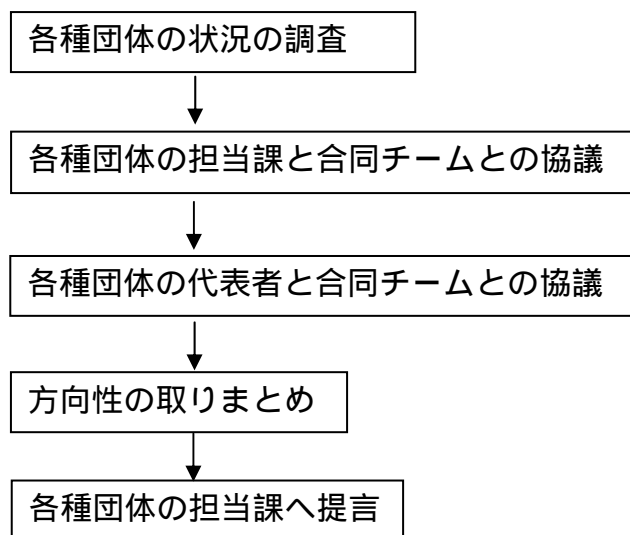 各種団体の状況の調査
各種団体の担当課と合同チームとの協議
各種団体の代表者と合同チームとの協議
方向性の取りまとめ
各種団体の担当課へ提言